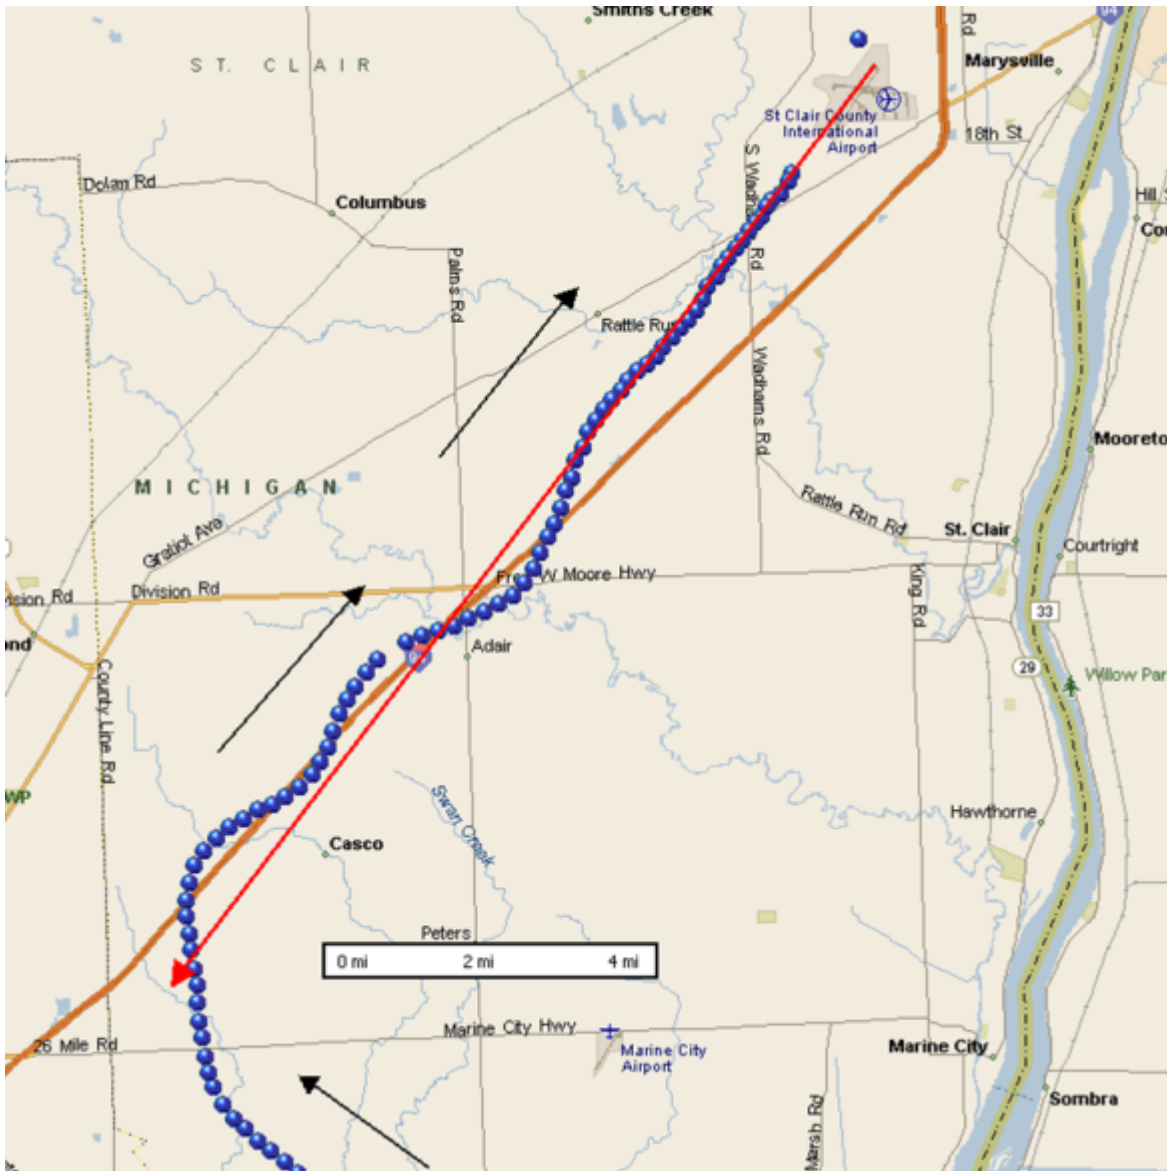 Smiths Creek
94
Rd
ST. CLAIR
Marysville
St Clair County
International
Airport
18th St
S Wadhams Rd
Dolan Rd
Columbus
Hill
Palms Rd
Rattle Run
Wadhams Rd
MICHIGAN
Gratiot Ave
Rattle Run Rd
St. Clair
Courtright
Fred W Moore Hwy
Division Rd
King Rd
33
Adair
29
Willow Par
County Line Rd
WP
Swan Creek
Hawthorne
Casco
Peters
0 mi 2 mi 4 mi
Marine City Hwy
26 Mile Rd
Marine City
Airport
Marine City
Sombra
Marsh Rd